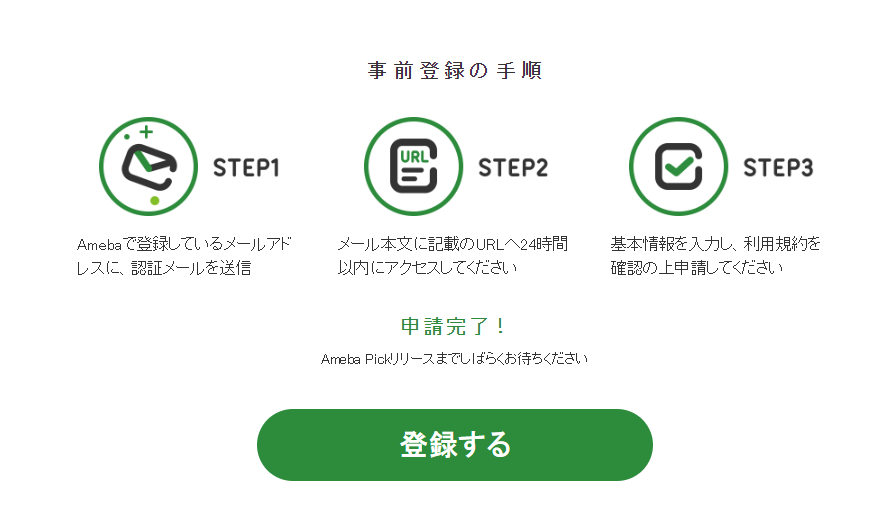 事前登録の手順
STEP1
Amebaで登録しているメールアド
レスに、認証メールを送信
URL
STEP2
メール本文に記載のURLへ24時間
以内にアクセスしてください
STEP3
基本情報を入力し、利用規約を
確認の上申請してください
申請完了！
Ameba Pickリリースまでしばらくお待ちください
登録する